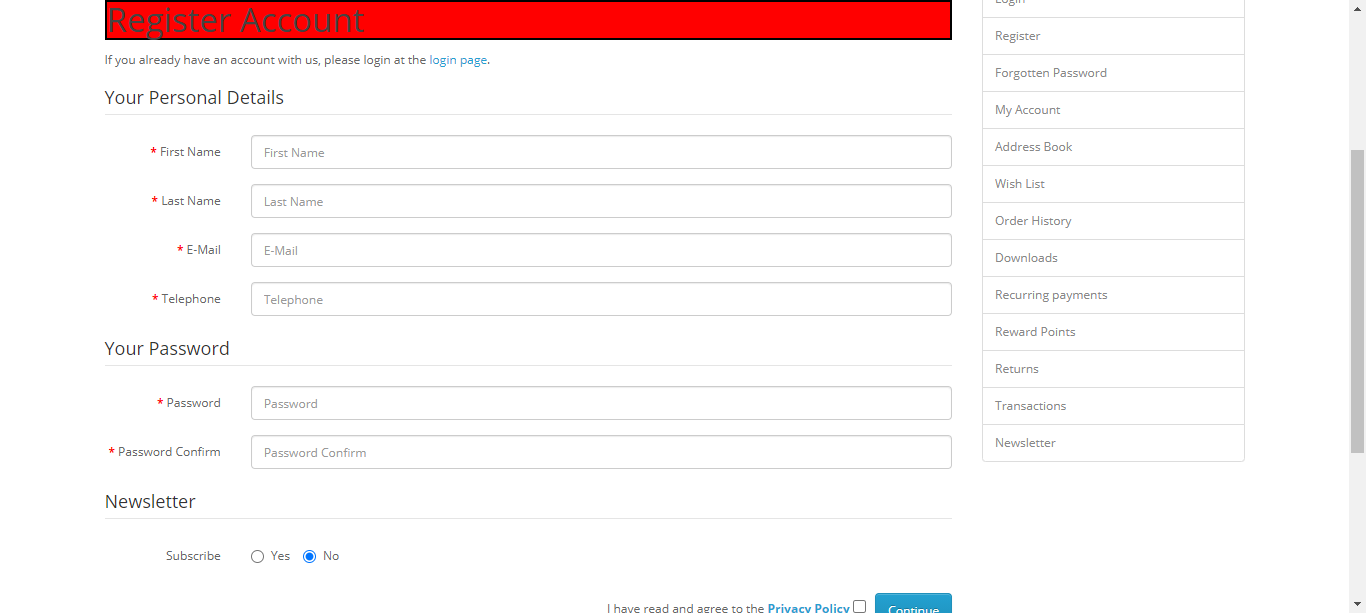 Register Account
If you already have an account with us, please login at the login page.
Your Personal Details
* First Name
First Name
* Last Name
Last Name
* E-Mail
E-Mail
* Telephone
Telephone
Your Password
* Password
Password
* Password Confirm
Password Confirm
Newsletter
Subscribe
Yes
No
I have read and agree to the Privacy Policy
Continue
Login
Register
Forgotten Password
My Account
Address Book
Wish List
Order History
Downloads
Recurring payments
Reward Points
Returns
Transactions
Newsletter